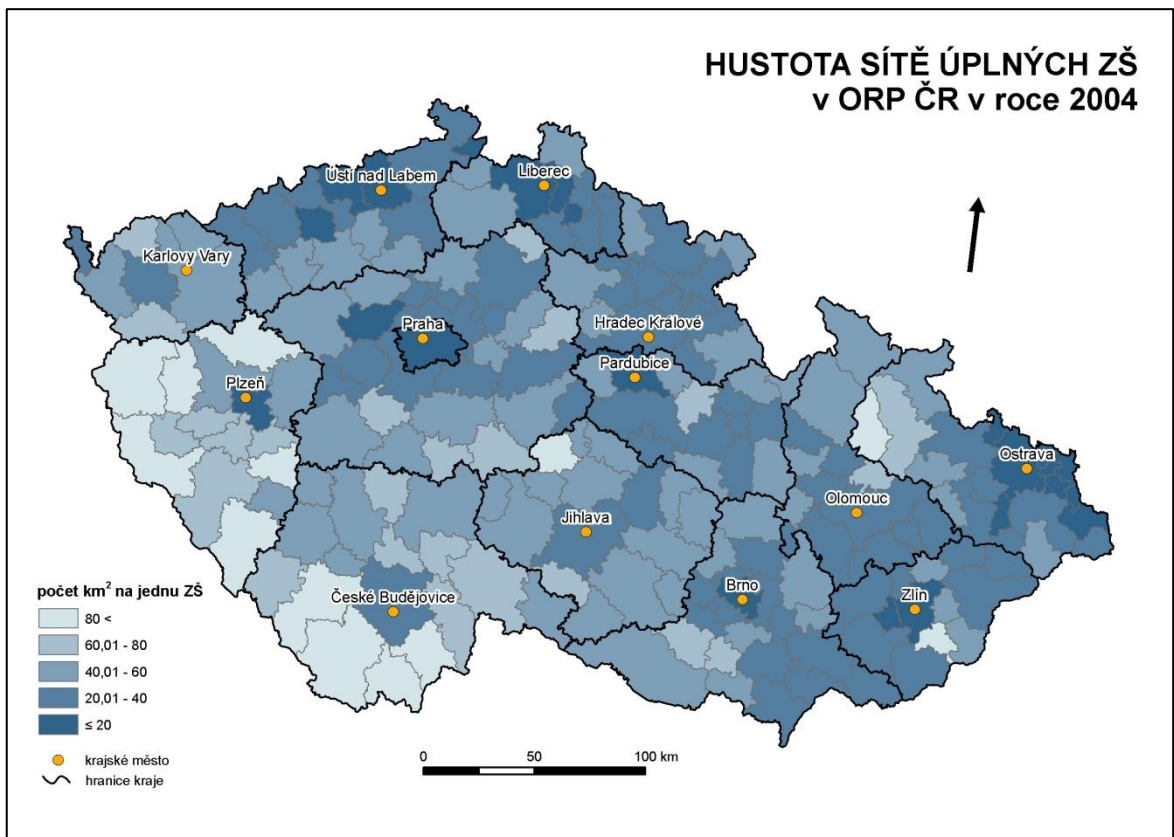 HUSTOTA SÍTĚ ÚPLNÝCH ZŠ
v ORP ČR v roce 2004
Ústí nad Labem
Liberec
Karlovy Vary
Praha
Hradec Králové
Pardubice
Plzeň
Ostrava
Olomouc
Jihlava
České Budějovice
Brno
Zlín
počet km² na jednu ZŠ
80 <
60,01 - 80
40,01 - 60
20,01 - 40
≤ 20
krajské město
hranice kraje
0 50 100 km